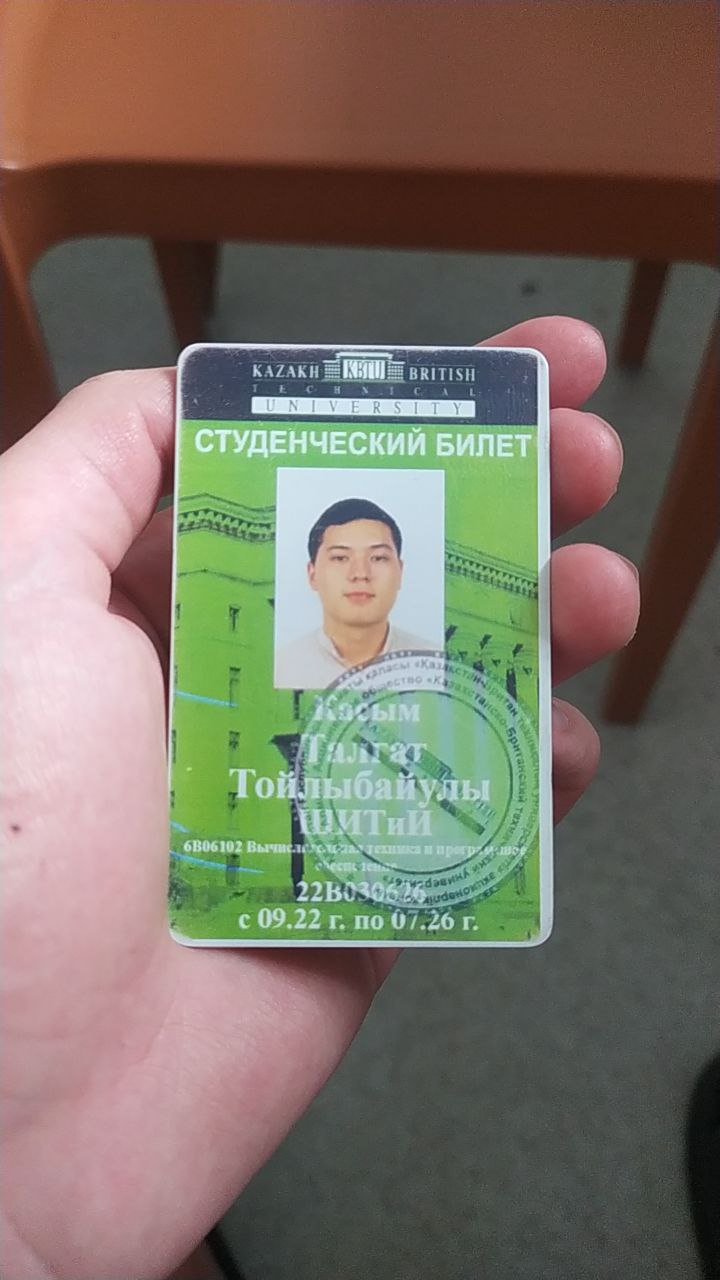 KAZAKH KBTU BRITISH
TECHNICAL
UNIVERSITY
СТУДЕНЧЕСКИЙ БИЛЕТ
Касым
Талгат
Тойлыбайулы
ШИТиИ
6B06102 Вычислительная техника и программное
обеспечение
22B030626
с 09.22 г. по 07.26 г.